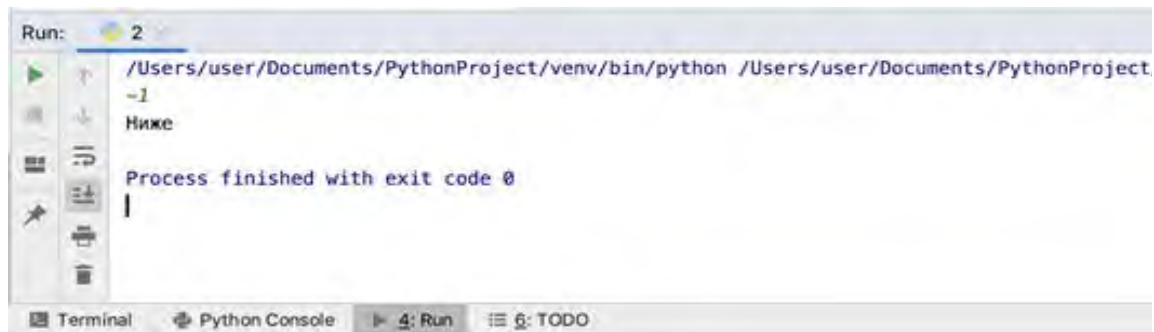 Run: 2
/Users/user/Documents/PythonProject/venv/bin/python /Users/user/Documents/PythonProject/
-1
Ниже
Process finished with exit code 0
Terminal Python Console 4: Run 6: TODO